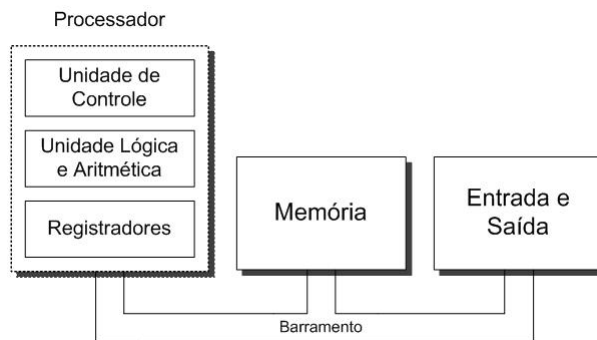 Processador
Unidade de
Controle
Unidade Lógica
e Aritmética
Registradores
Memória
Entrada e
Saída
Barramento